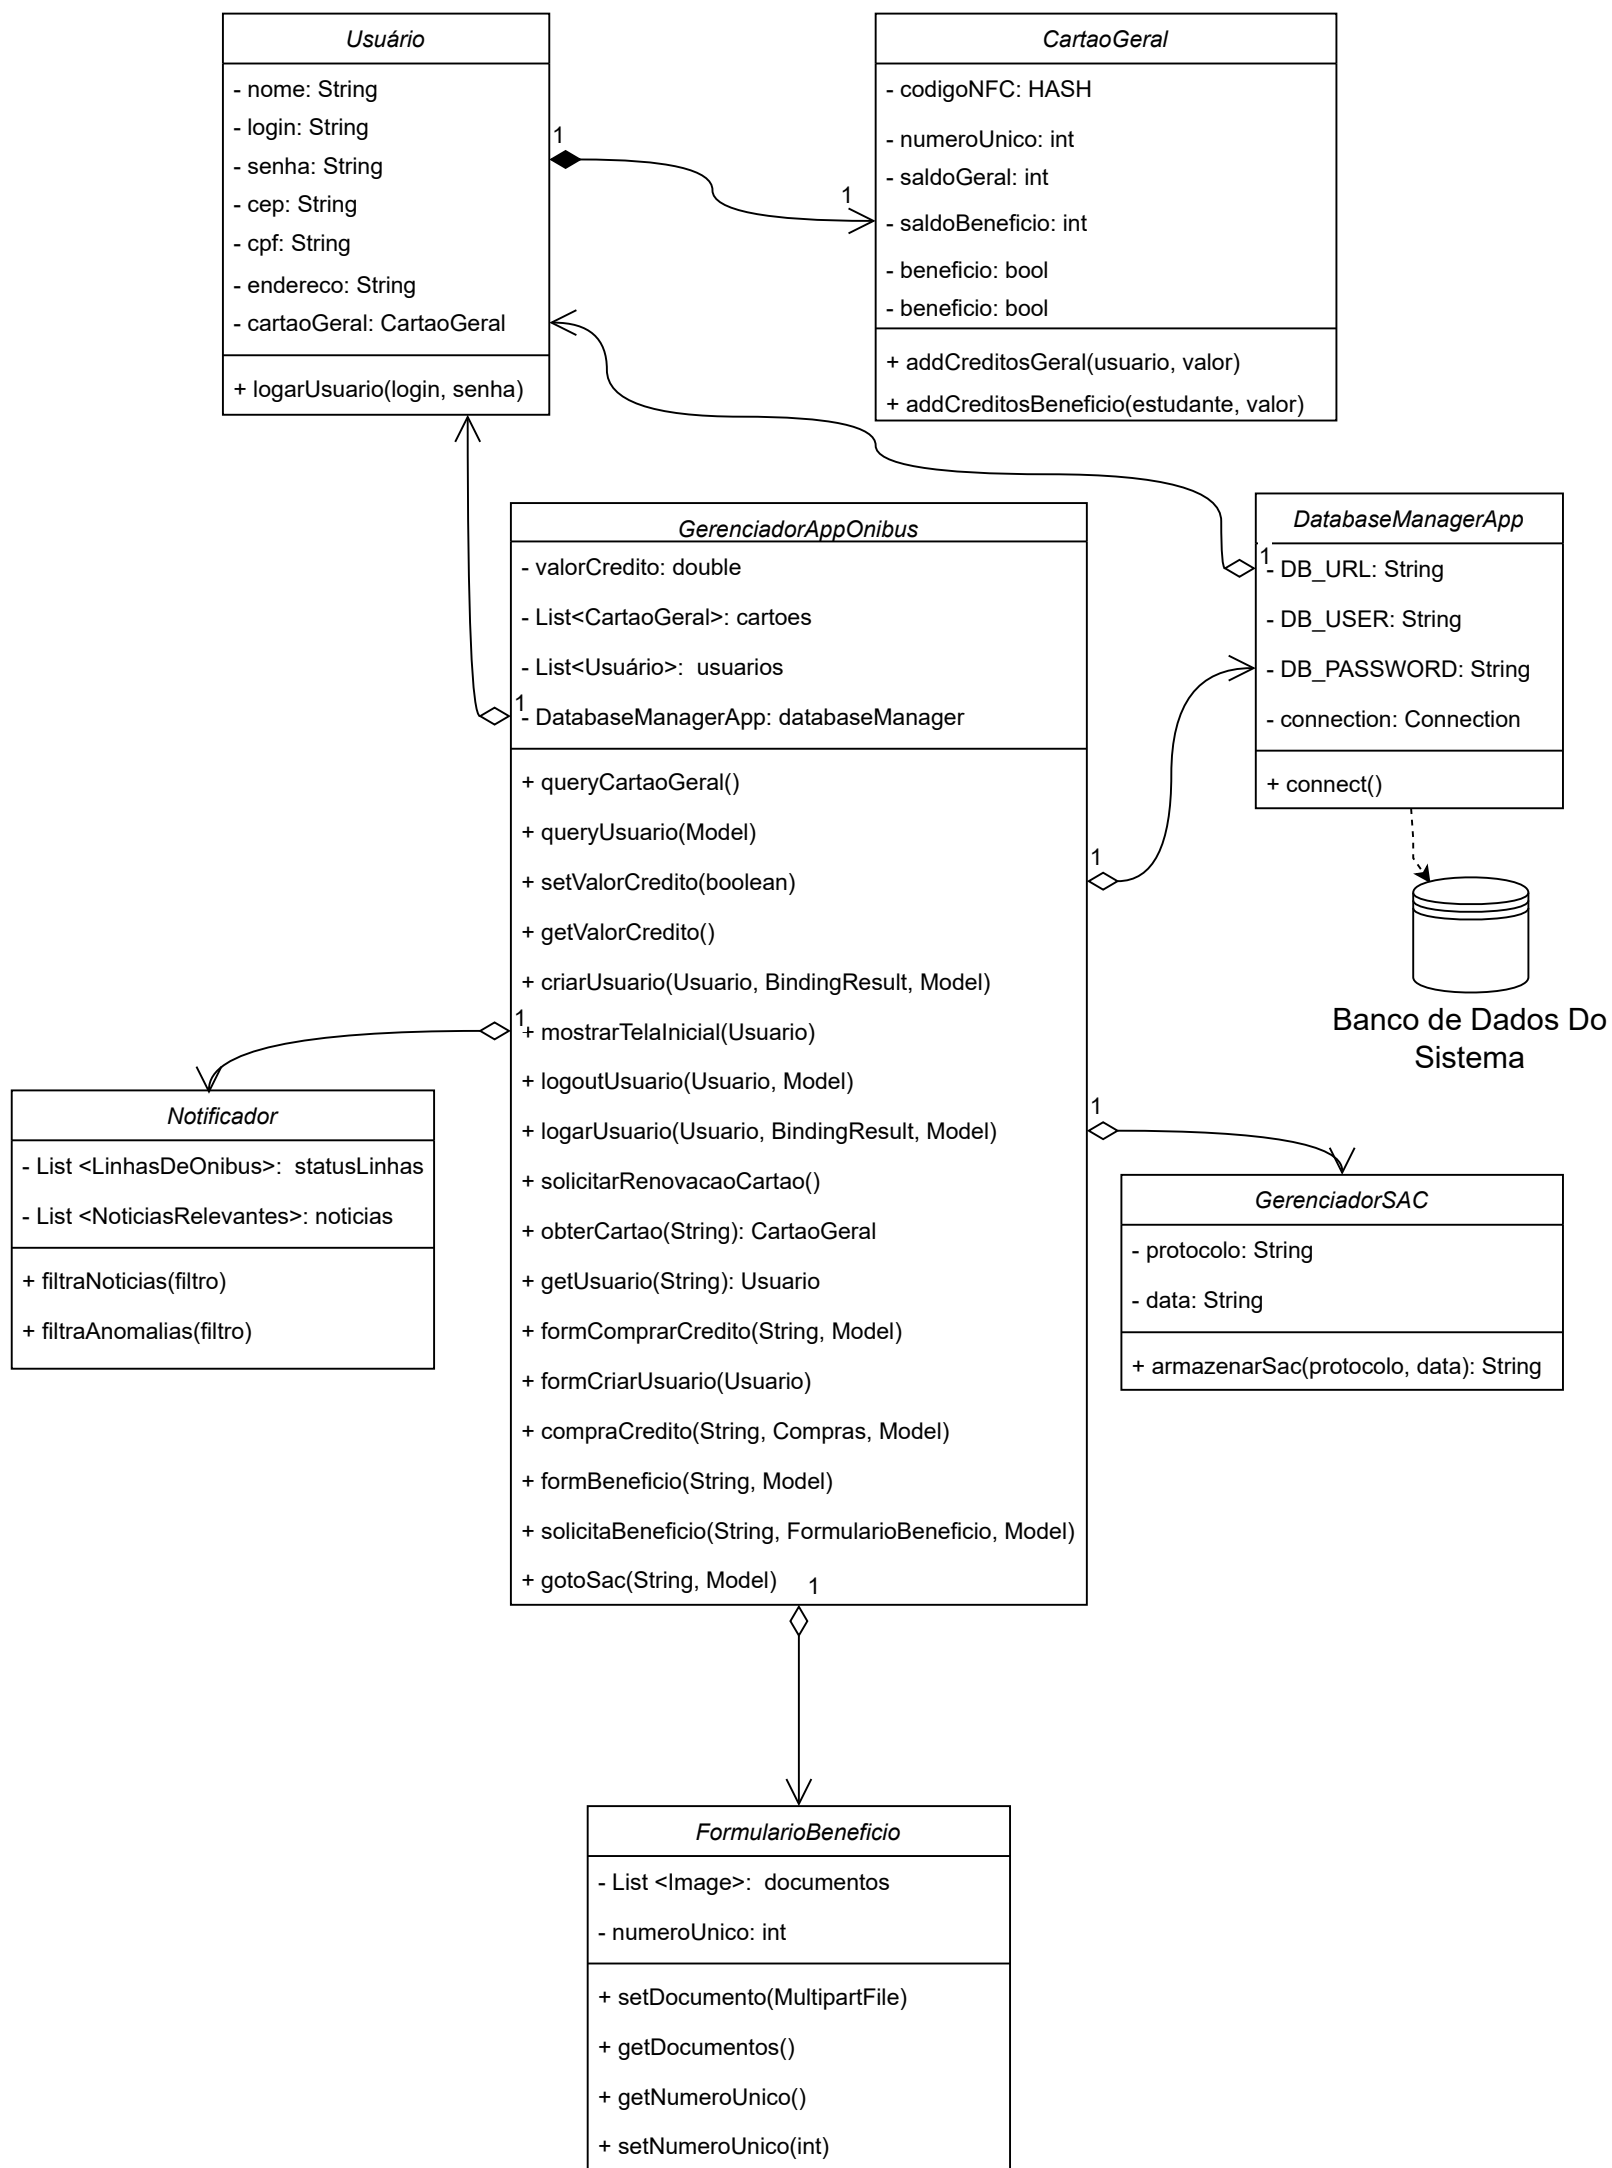 Usuário
- nome: String
- login: String
- senha: String
- cep: String
- cpf: String
- endereco: String
- cartaoGeral: CartaoGeral
+ logarUsuario(login, senha)
1
1
CartaoGeral
- codigoNFC: HASH
- numeroUnico: int
- saldoGeral: int
- saldoBeneficio: int
- beneficio: bool
- beneficio: bool
+ addCreditosGeral(usuario, valor)
+ addCreditosBeneficio(estudante, valor)
GerenciadorAppOnibus
- valorCredito: double
- List<CartaoGeral>: cartoes
- List<Usuário>:  usuarios
1
- DatabaseManagerApp: databaseManager
+ queryCartaoGeral()
+ queryUsuario(Model)
+ setValorCredito(boolean)
+ getValorCredito()
+ criarUsuario(Usuario, BindingResult, Model)
1
+ mostrarTelaInicial(Usuario)
+ logoutUsuario(Usuario, Model)
+ logarUsuario(Usuario, BindingResult, Model)
+ solicitarRenovacaoCartao()
+ obterCartao(String): CartaoGeral
+ getUsuario(String): Usuario
+ formComprarCredito(String, Model)
+ formCriarUsuario(Usuario)
+ compraCredito(String, Compras, Model)
+ formBeneficio(String, Model)
+ solicitaBeneficio(String, FormularioBeneficio, Model)
+ gotoSac(String, Model)
1
1
1
DatabaseManagerApp
1
- DB_URL: String
- DB_USER: String
- DB_PASSWORD: String
- connection: Connection
+ connect()
Banco de Dados Do
Sistema
Notificador
- List <LinhasDeOnibus>:  statusLinhas
- List <NoticiasRelevantes>: noticias
+ filtraNoticias(filtro)
+ filtraAnomalias(filtro)
GerenciadorSAC
- protocolo: String
- data: String
+ armazenarSac(protocolo, data): String
FormularioBeneficio
- List <Image>:  documentos
- numeroUnico: int
+ setDocumento(MultipartFile)
+ getDocumentos()
+ getNumeroUnico()
+ setNumeroUnico(int)